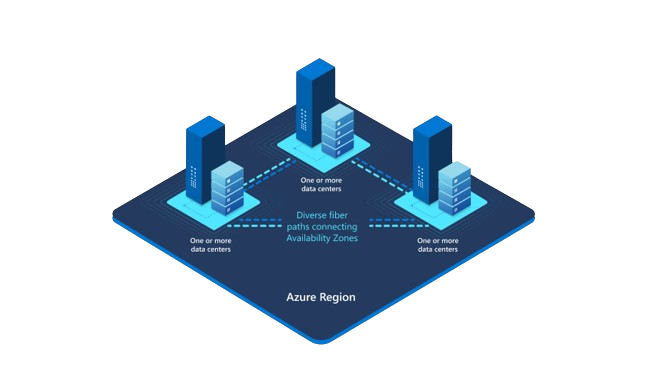 One or more
data centers
Diverse fiber
paths connecting
Availability Zones
One or more
data centers
One or more
data centers
Azure Region